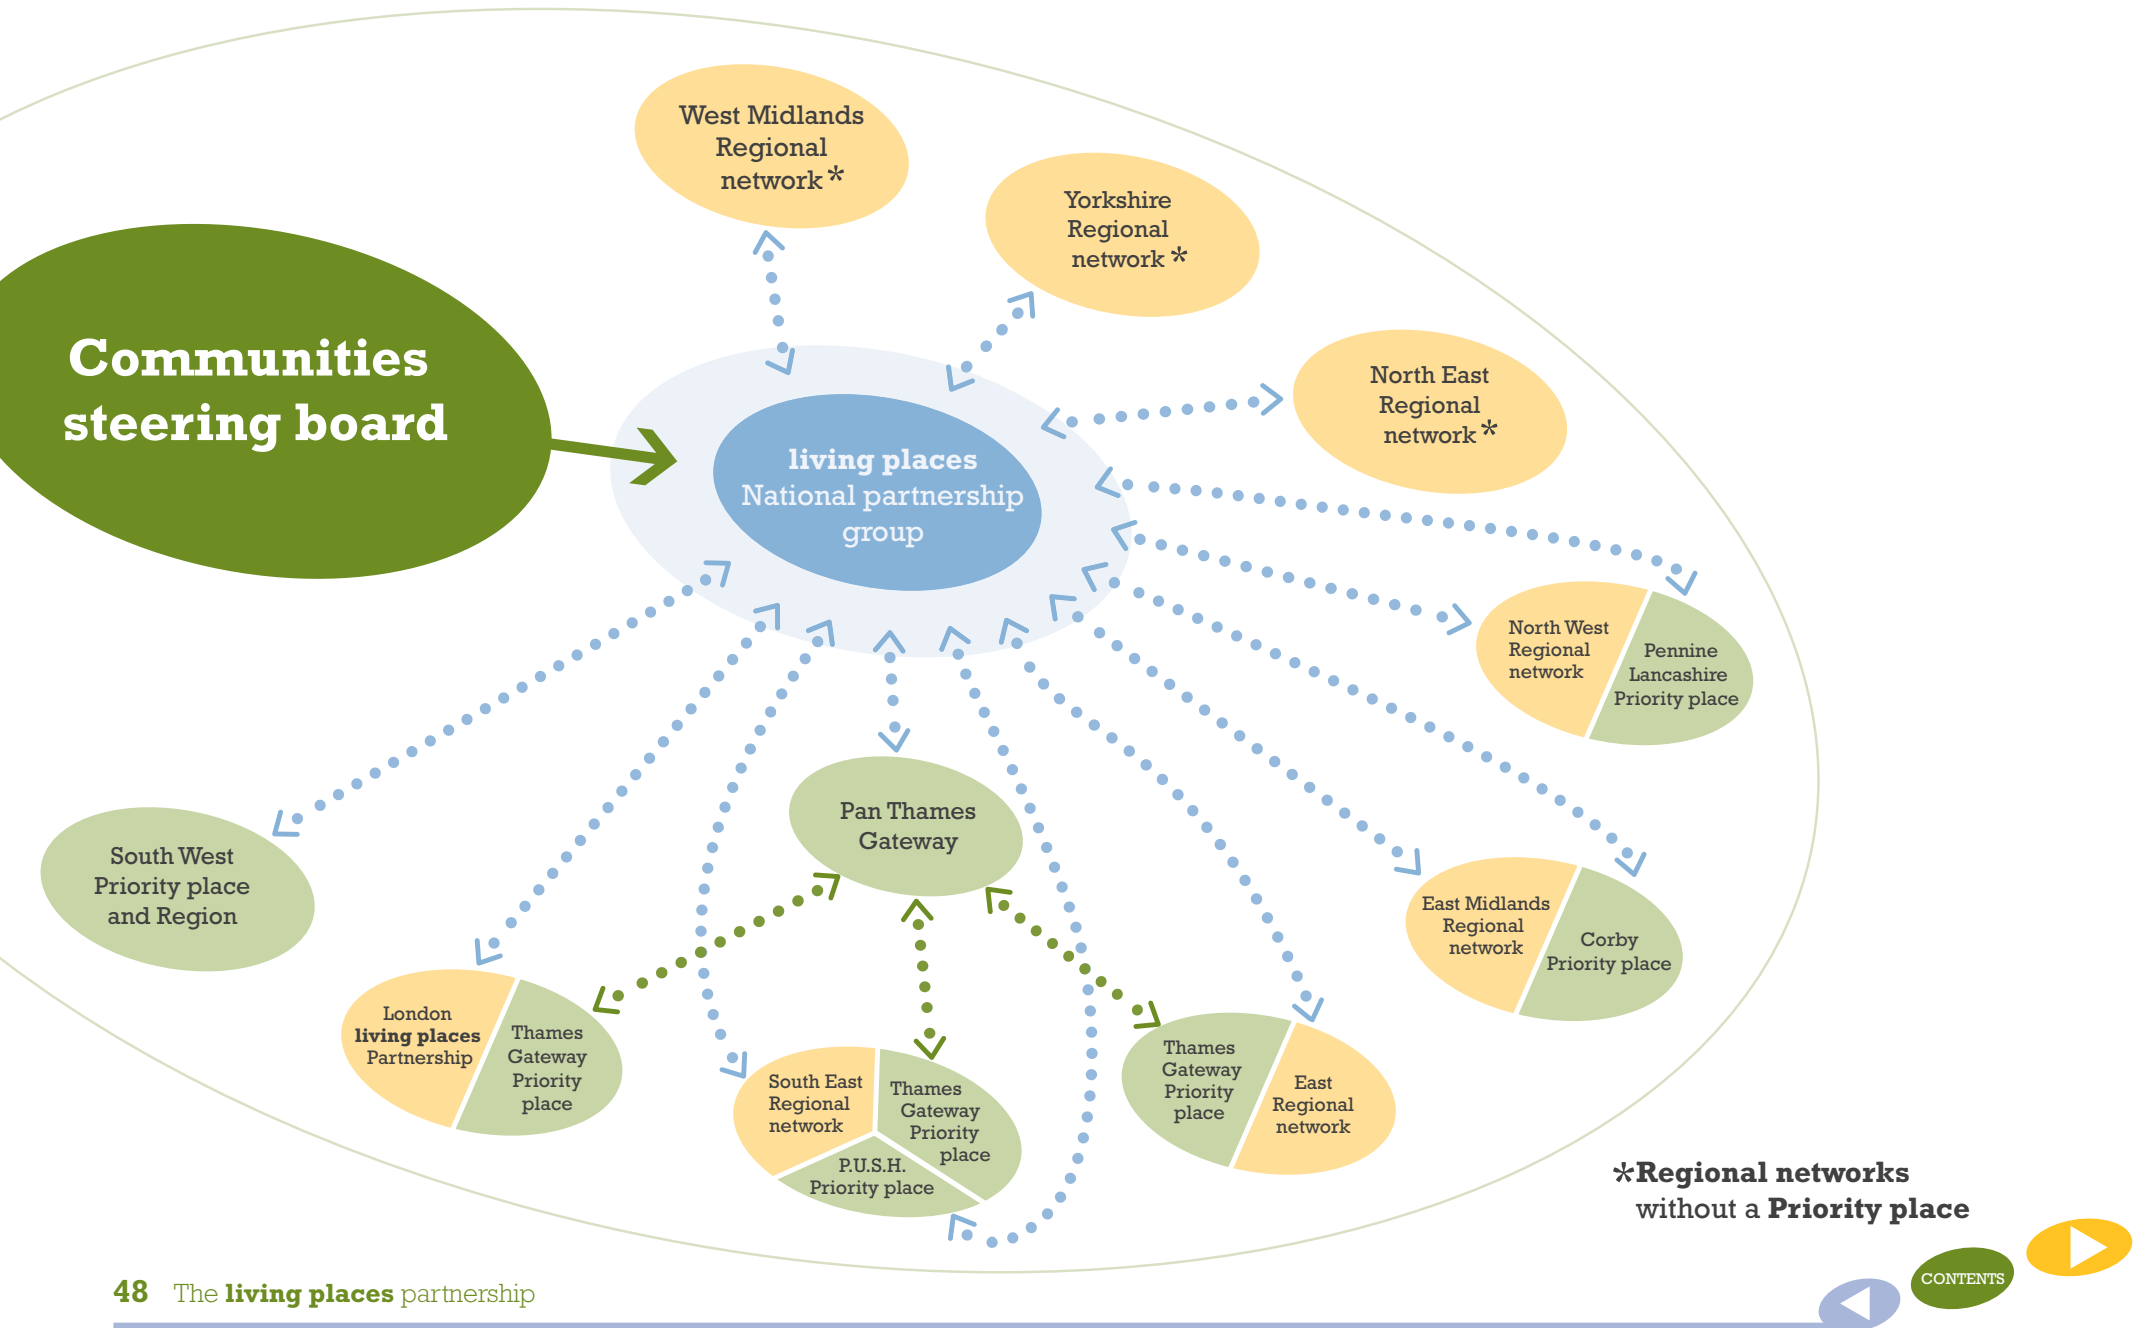 West Midlands
Regional
network*
Yorkshire
Regional
network*
North East
Regional
network*
Communities
steering board
living places
National partnership
group
North West
Regional
network
Pennine
Lancashire
Priority place
Pan Thames
Gateway
South West
Priority place
and Region
East Midlands
Regional
network
Corby
Priority place
London
living places
Partnership
Thames
Gateway
Priority
place
South East
Regional
network
Thames
Gateway
Priority
place
P.U.S.H.
Priority place
Thames
Gateway
Priority
place
East
Regional
network
*Regional networks
without a Priority place
CONTENTS
48 The living places partnership